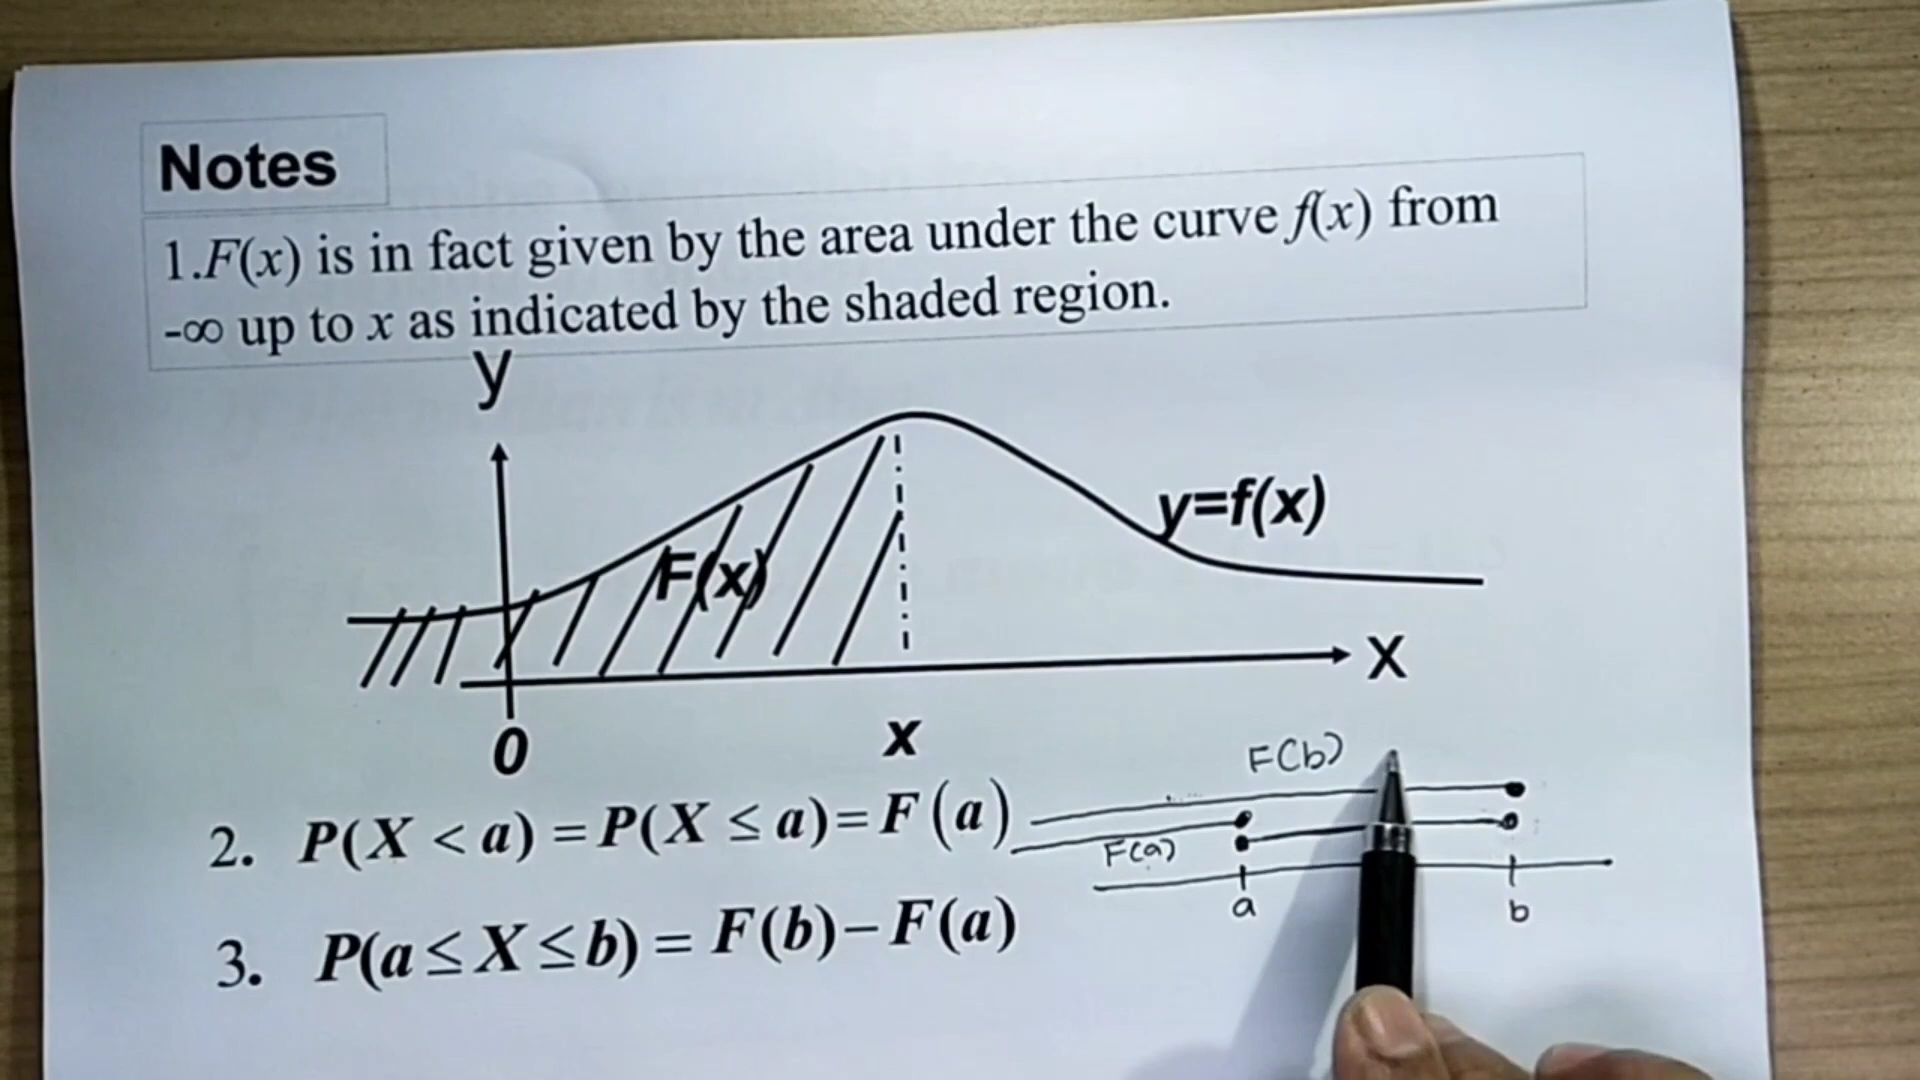 Notes
1.F(x) is in fact given by the area under the curve f(x) from
-∞ up to x as indicated by the shaded region.
y
y=f(x)
F(x)
X
0
x
F(b)
2. P(X < a) = P(X ≤ a)= F (a)
F(a)
a
b
3. P(a ≤ X ≤ b) = F(b)−F(a)